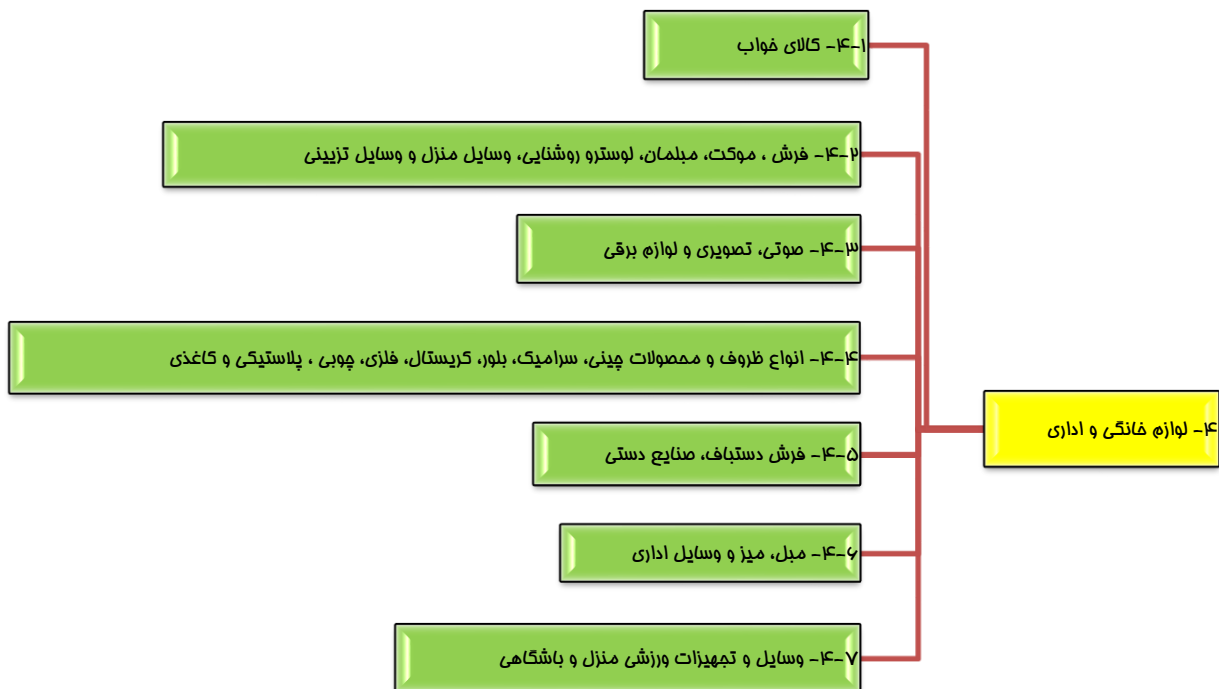 ۴- لوازم خانگی و اداری
۴-۱- کالای خواب
۴-۲- فرش ، موکت، مبلمان، لوسترو روشنایی، وسایل منزل و وسایل تزیینی
۴-۳- صوتی، تصویری و لوازم برقی
۴-۴- انواع ظروف و محصولات چینی، سرامیک، بلور، کریستال، فلزی، چوبی ، پلاستیکی و کاغذی
۴-۵- فرش دستباف، صنایع دستی
۴-۶- مبل، میز و وسایل اداری
۴-۷- وسایل و تجهیزات ورزشی منزل و باشگاهی